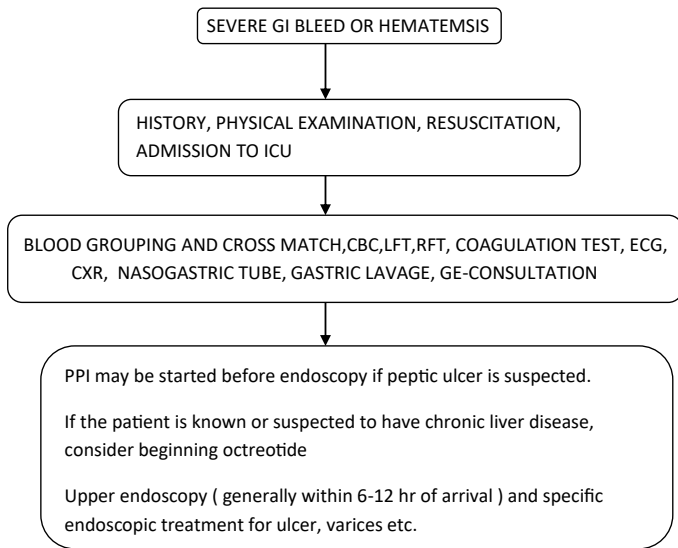 SEVERE GI BLEED OR HEMATEMSIS
HISTORY, PHYSICAL EXAMINATION, RESUSCITATION,
ADMISSION TO ICU
BLOOD GROUPING AND CROSS MATCH,CBC,LFT,RFT, COAGULATION TEST, ECG,
CXR, NASOGASTRIC TUBE, GASTRIC LAVAGE, GE-CONSULTATION
PPI may be started before endoscopy if peptic ulcer is suspected.
If the patient is known or suspected to have chronic liver disease,
consider beginning octreotide
Upper endoscopy ( generally within 6-12 hr of arrival ) and specific
endoscopic treatment for ulcer, varices etc.